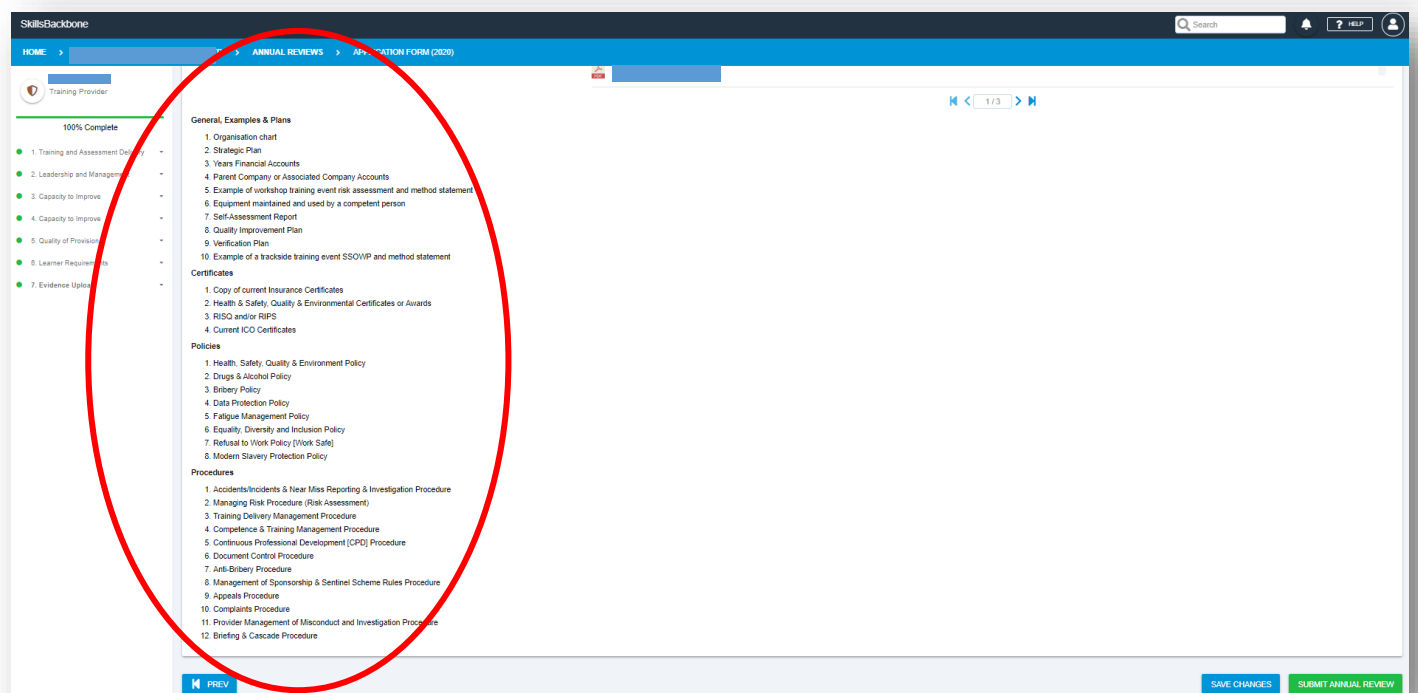 SkillsBackbone
Search
? HELP
HOME > > ANNUAL REVIEWS > APPLICATION FORM (2020)
Training Provider
100% Complete
1. Training and Assessment Delivery
2. Leadership and Management
3. Capacity to Improve
4. Capacity to Improve
5. Quality of Provision
6. Learner Requirements
7. Evidence Upload
PDF
1 / 3
General, Examples & Plans
1. Organisation chart
2. Strategic Plan
3. Years Financial Accounts
4. Parent Company or Associated Company Accounts
5. Example of workshop training event risk assessment and method statement
6. Equipment maintained and used by a competent person
7. Self-Assessment Report
8. Quality Improvement Plan
9. Verification Plan
10. Example of a trackside training event SSOWP and method statement
Certificates
1. Copy of current Insurance Certificates
2. Health & Safety, Quality & Environmental Certificates or Awards
3. RISQ and/or RIPS
4. Current ICO Certificates
Policies
1. Health, Safety, Quality & Environment Policy
2. Drugs & Alcohol Policy
3. Bribery Policy
4. Data Protection Policy
5. Fatigue Management Policy
6. Equality, Diversity and Inclusion Policy
7. Refusal to Work Policy [Work Safe]
8. Modern Slavery Protection Policy
Procedures
1. Accidents/Incidents & Near Miss Reporting & Investigation Procedure
2. Managing Risk Procedure (Risk Assessment)
3. Training Delivery Management Procedure
4. Competence & Training Management Procedure
5. Continuous Professional Development [CPD] Procedure
6. Document Control Procedure
7. Anti-Bribery Procedure
8. Management of Sponsorship & Sentinel Scheme Rules Procedure
9. Appeals Procedure
10. Complaints Procedure
11. Provider Management of Misconduct and Investigation Procedure
12. Briefing & Cascade Procedure
PREV
SAVE CHANGES
SUBMIT ANNUAL REVIEW